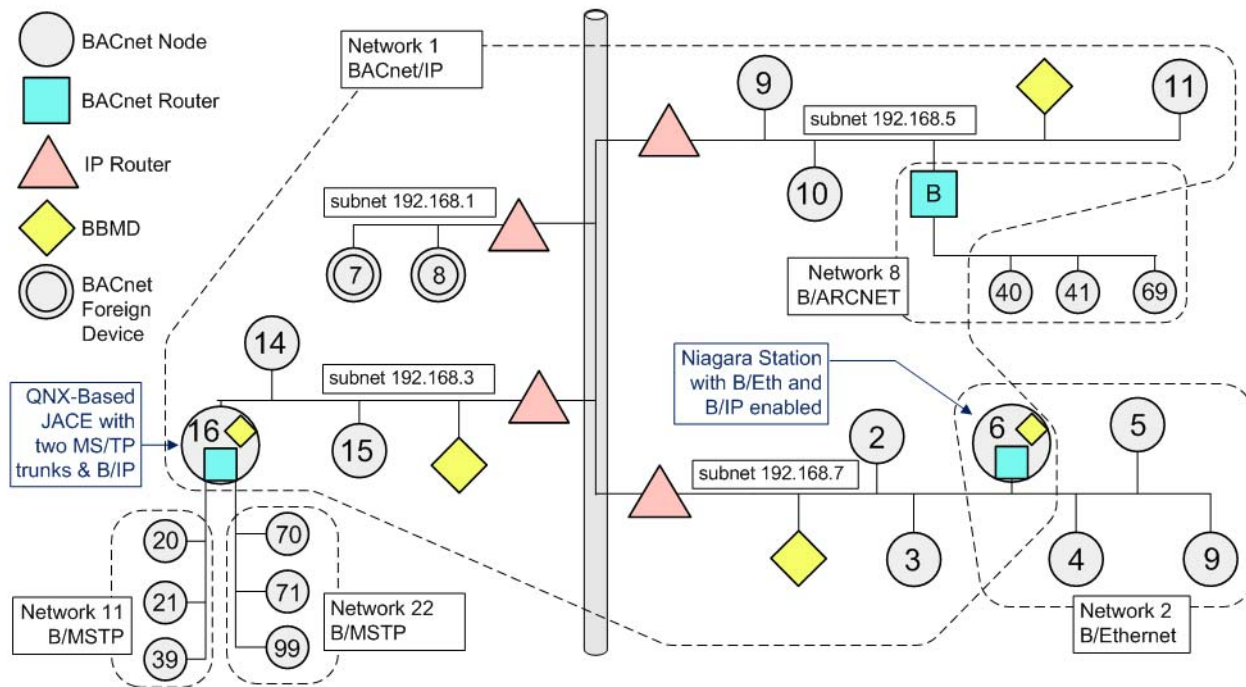 BACnet Node
BACnet Router
IP Router
BBMD
BACnet
Foreign
Device
Network 1
BACnet/IP
9
11
subnet 192.168.5
10
B
Network 8
B/ARCNET
40
41
69
subnet 192.168.1
7
8
14
subnet 192.168.3
QNX-Based
JACE with
two MS/TP
trunks & B/IP
16
15
Niagara Station
with B/Eth and
B/IP enabled
6
5
2
subnet 192.168.7
3
4
9
Network 2
B/Ethernet
20
21
39
Network 11
B/MSTP
70
71
99
Network 22
B/MSTP